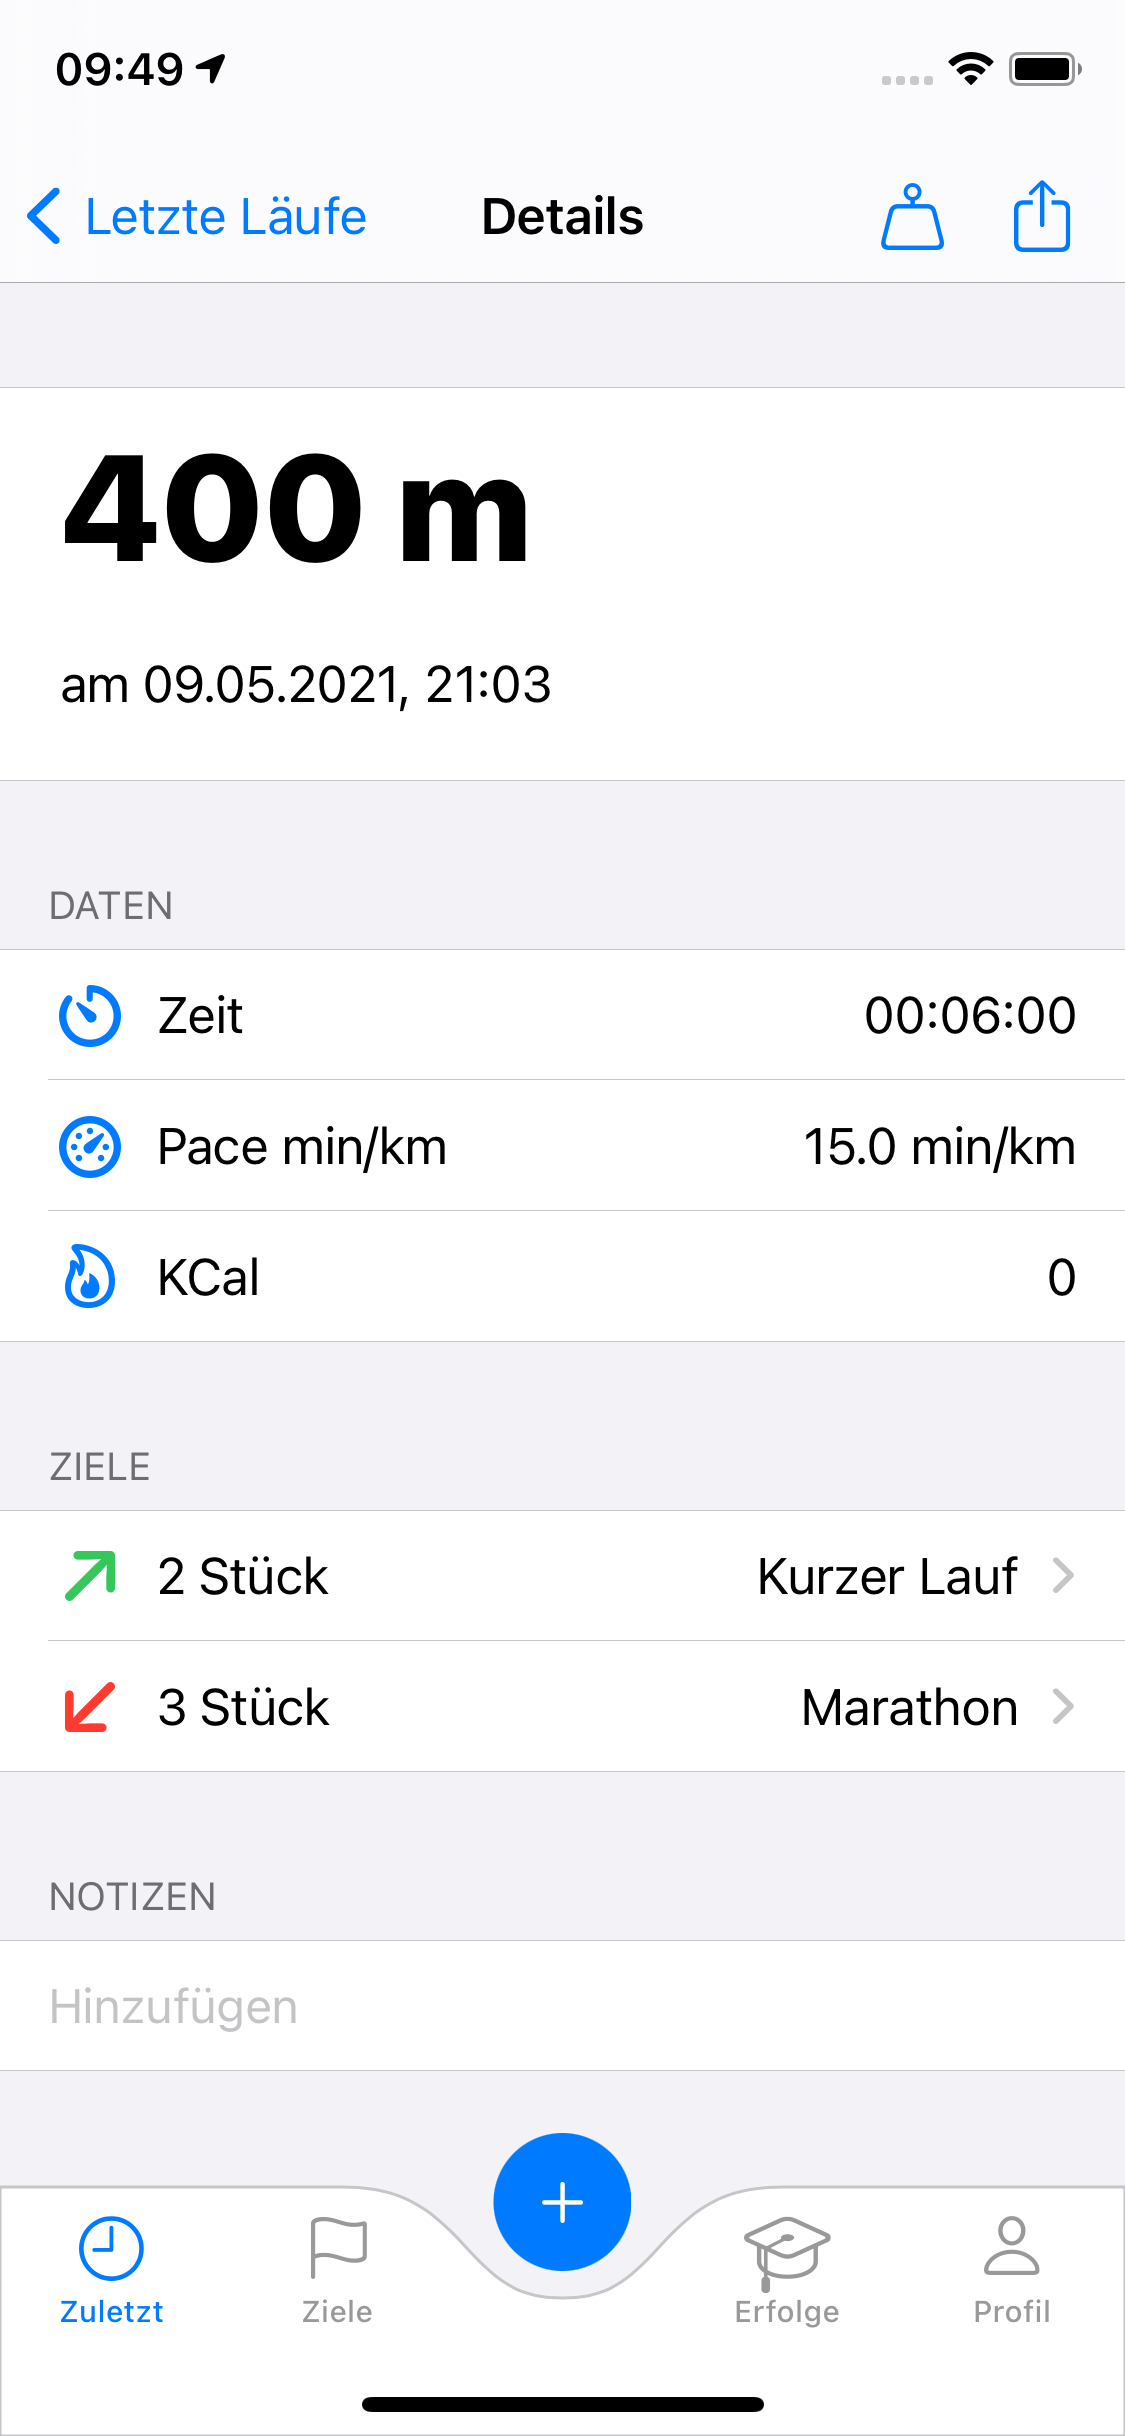 09:49
Letzte Läufe Details
400 m
am 09.05.2021, 21:03
DATEN
Zeit 00:06:00
Pace min/km 15.0 min/km
KCal 0
ZIELE
2 Stück Kurzer Lauf
3 Stück Marathon
NOTIZEN
Hinzufügen
Zuletzt Ziele Erfolge Profil